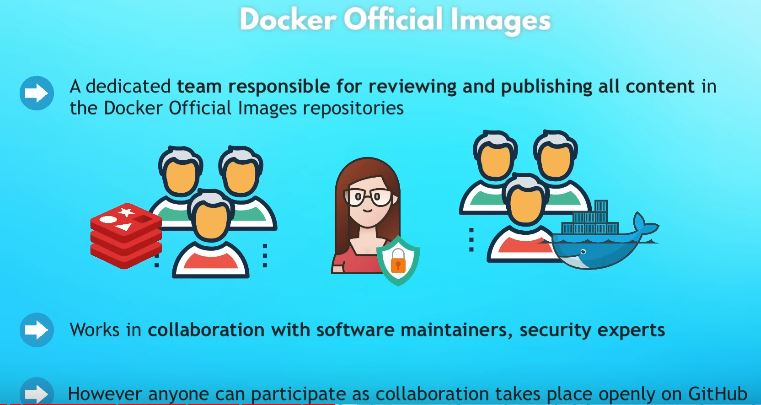 Docker Official Images
A dedicated team responsible for reviewing and publishing all content in
the Docker Official Images repositories
Works in collaboration with software maintainers, security experts
However anyone can participate as collaboration takes place openly on GitHub